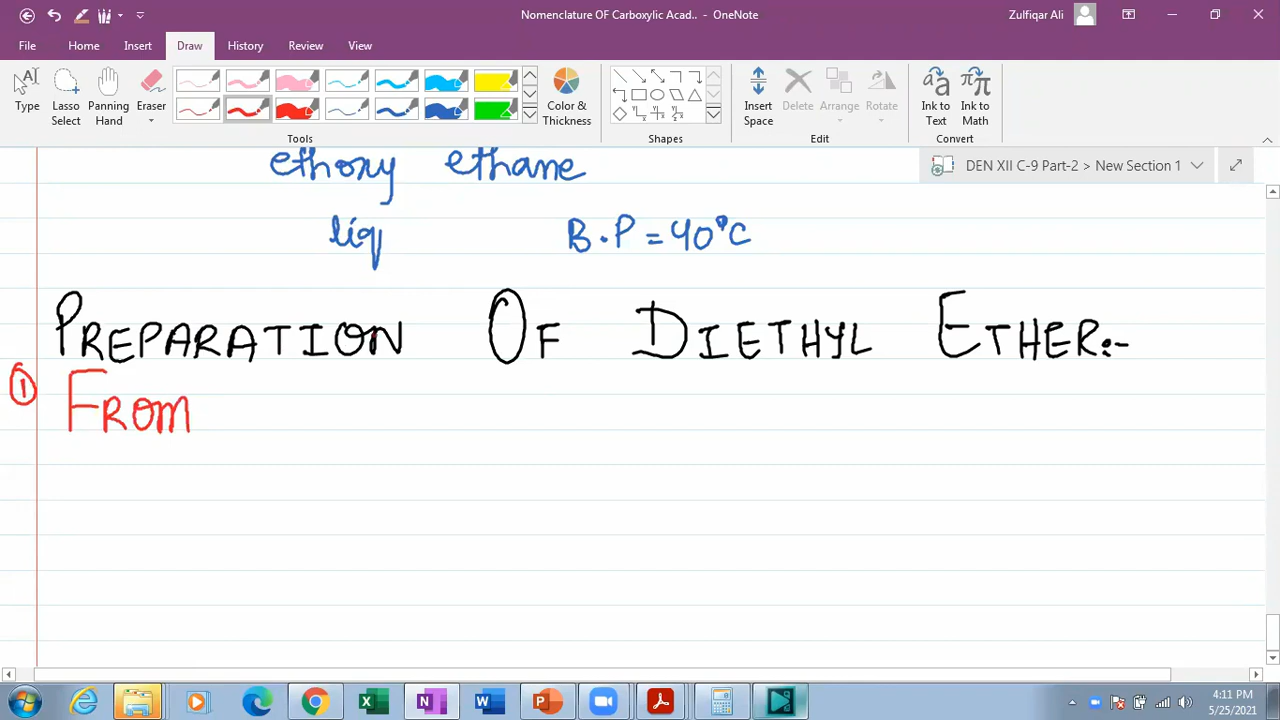 Nomenclature OF Carboxylic Acad.. - OneNote
Zulfiqar Ali
File Home Insert Draw History Review View
Type
Lasso Select
Panning Hand
Eraser
Color & Thickness
Insert Space
Delete
Arrange
Rotate
Ink to Text
Ink to Math
Tools
Shapes
Edit
Convert
DEN XII C-9 Part-2 > New Section 1
ethoxy ethane
liq B.P = 40°C
PREPARATION OF DIETHYL ETHER:-
① FROM
4:11 PM
5/25/2021